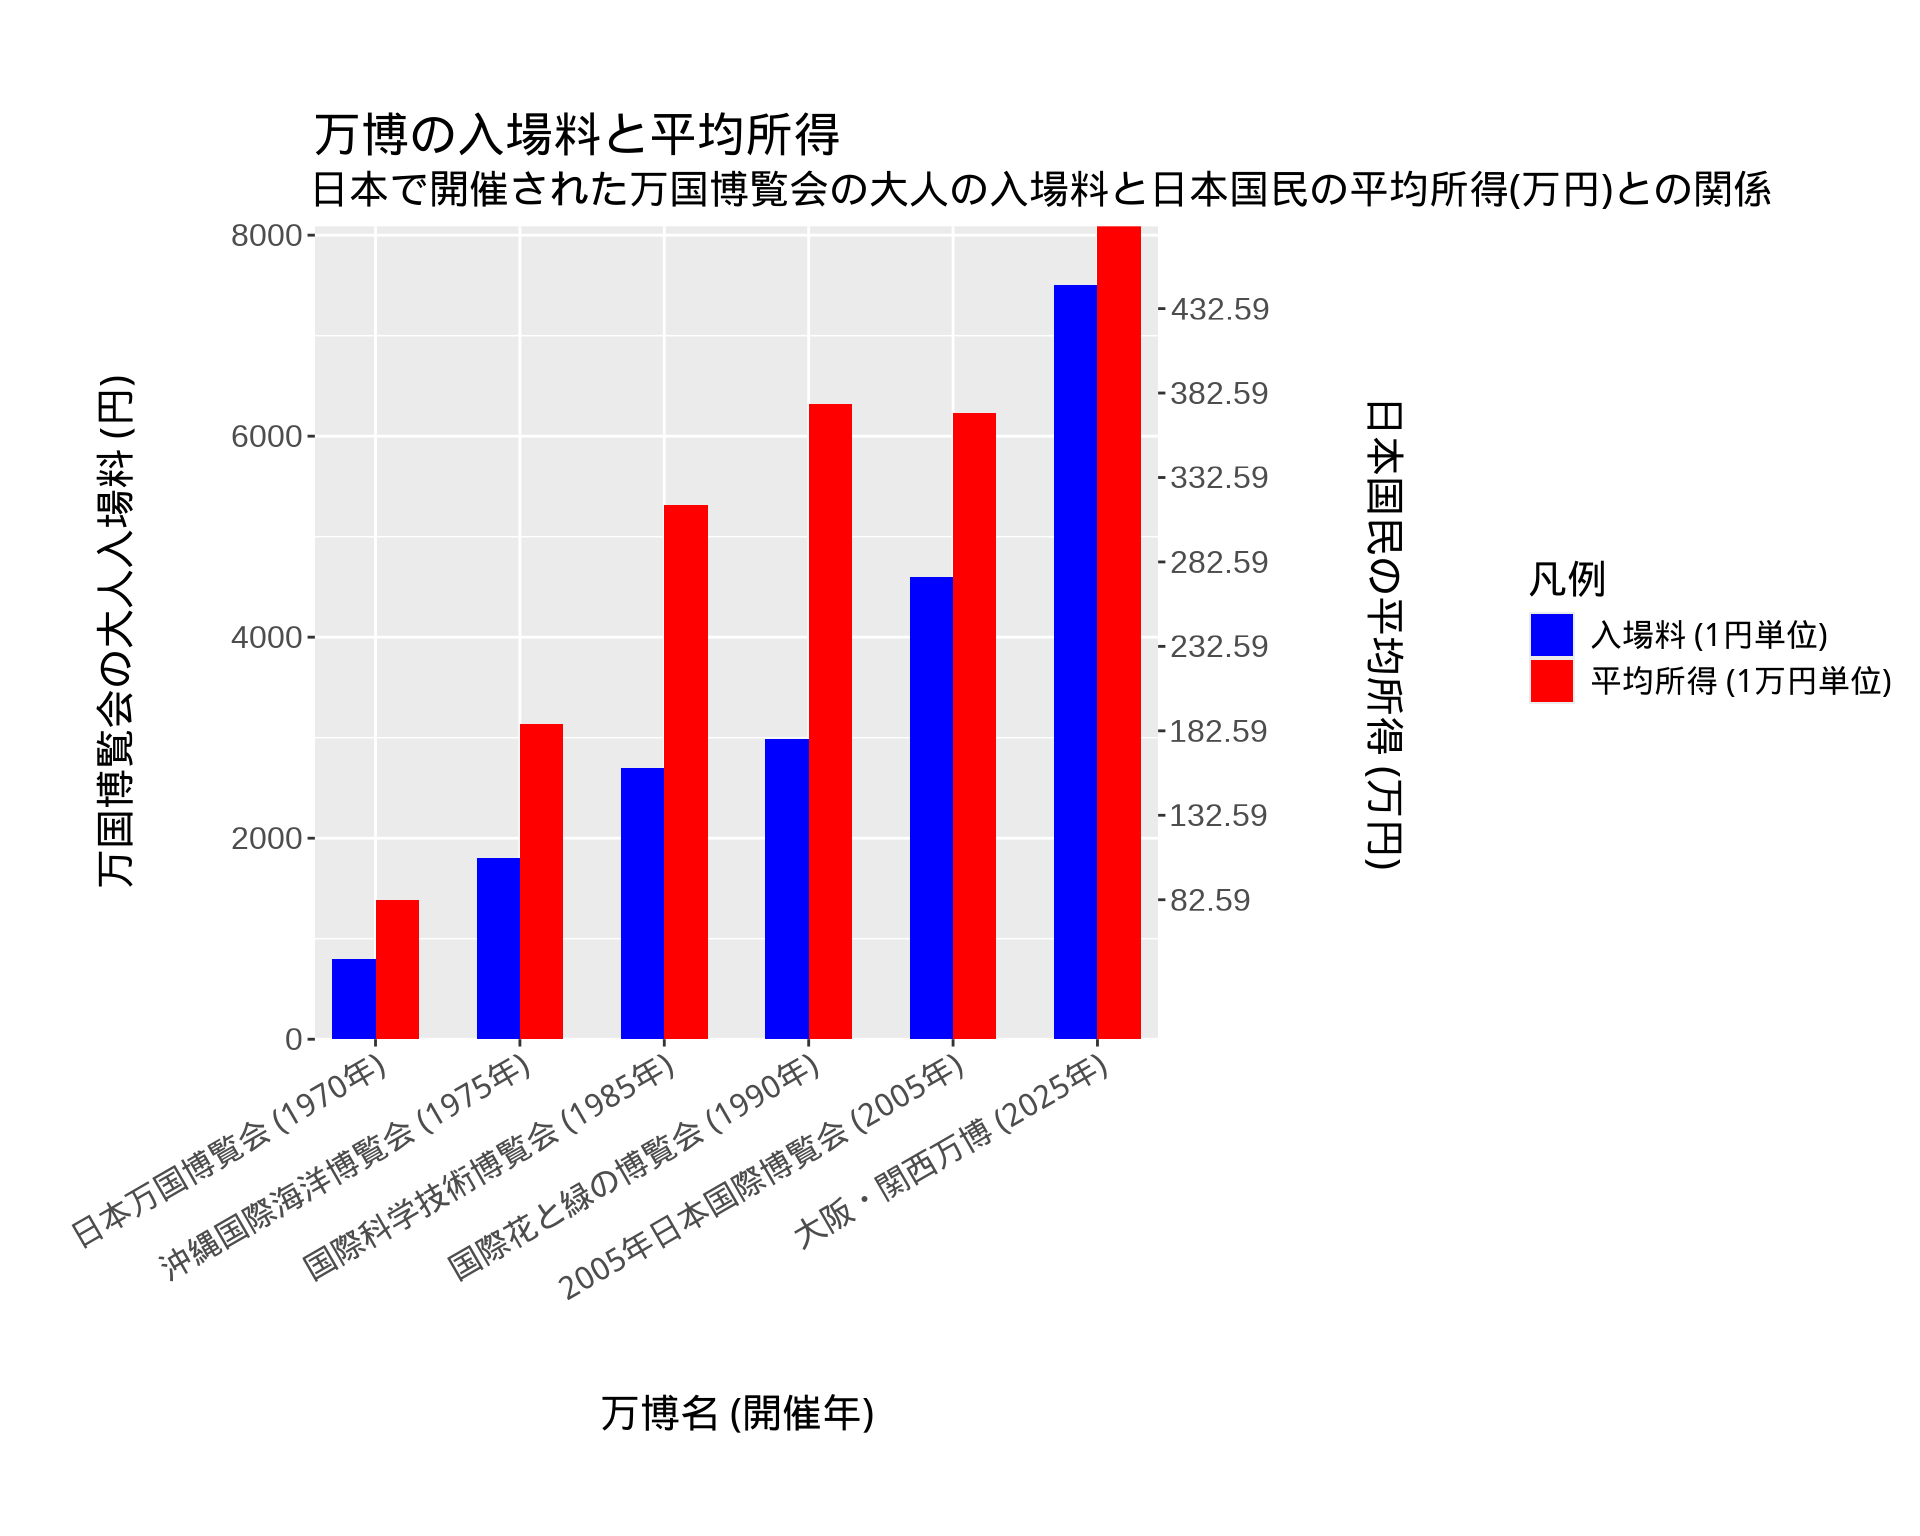 万博の入場料と平均所得
日本で開催された万国博覧会の大人の入場料と日本国民の平均所得(万円)との関係
万国博覧会の大人入場料 (円)
8000
6000
4000
2000
0
432.59
382.59
332.59
282.59
232.59
182.59
132.59
82.59
日本国民の平均所得 (万円)
凡例
入場料 (1円単位)
平均所得 (1万円単位)
日本万国博覧会 (1970年)
沖縄国際海洋博覧会 (1975年)
国際科学技術博覧会 (1985年)
国際花と緑の博覧会 (1990年)
2005年日本国際博覧会 (2005年)
大阪・関西万博 (2025年)
万博名 (開催年)